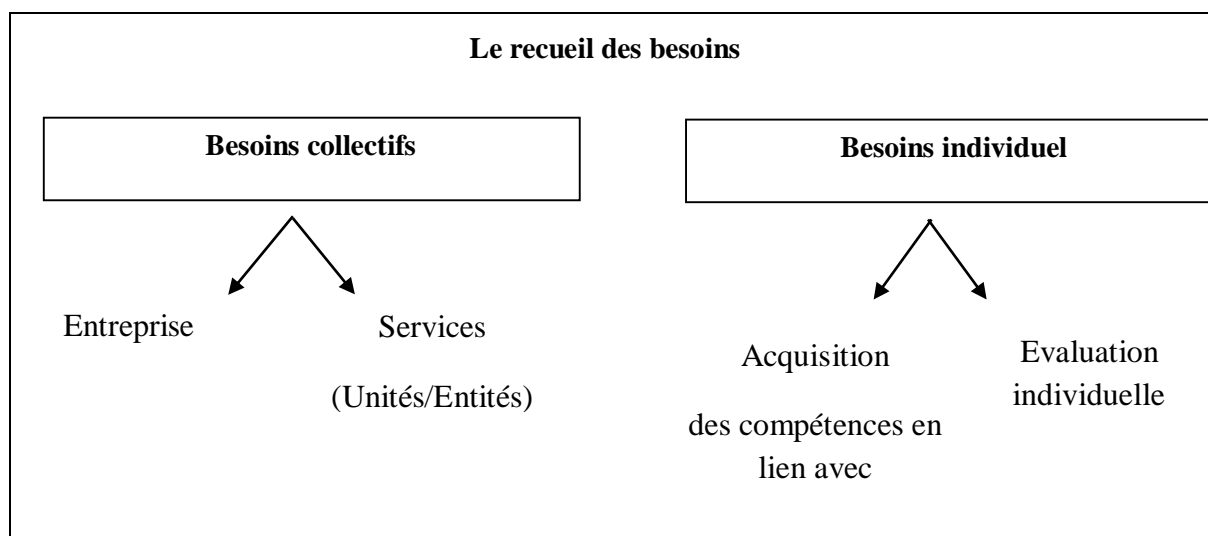 Le recueil des besoins
Besoins collectifs
Besoins individuel
Entreprise
Services
(Unités/Entités)
Acquisition
des compétences en
lien avec
Evaluation
individuelle